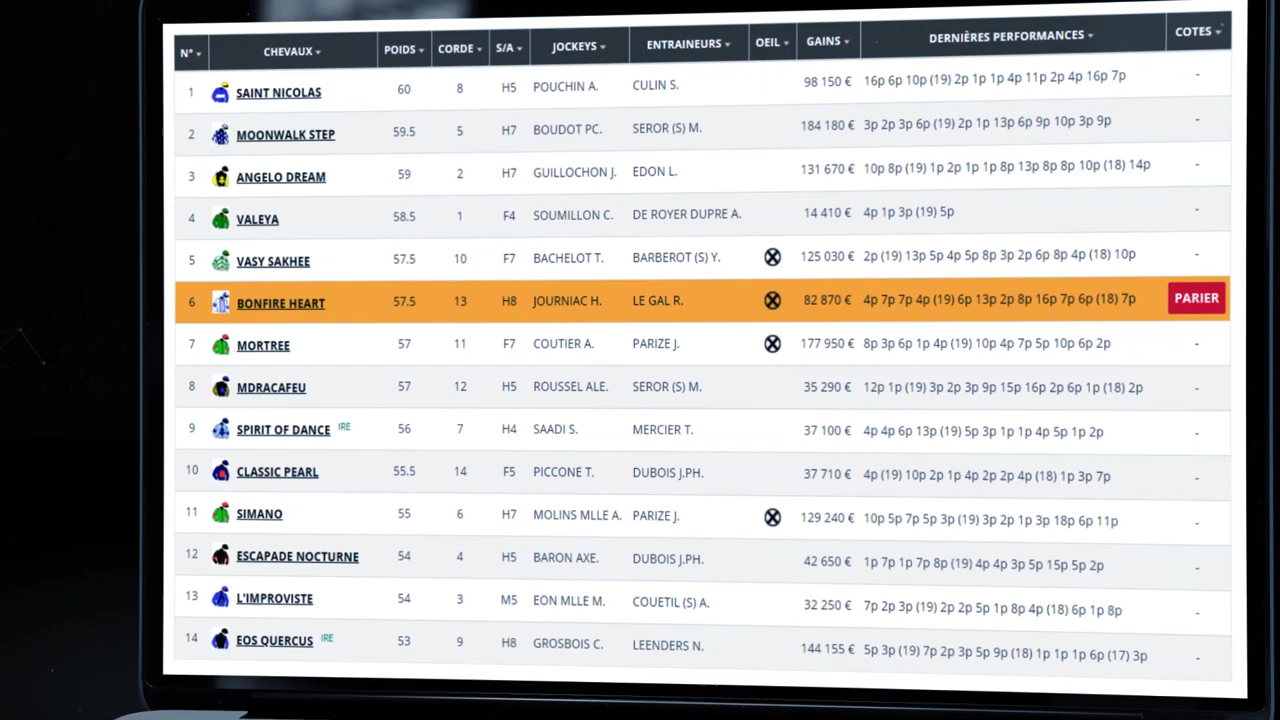 N° CHEVAUX POIDS CORDE S/A JOCKEYS ENTRAINEURS OEIL GAINS DERNIÈRES PERFORMANCES COTES
1 SAINT NICOLAS 60 8 H5 POUCHIN A. CULIN S. 98 150 € 16p 6p 10p (19) 2p 1p 1p 4p 11p 2p 4p 16p 7p -
2 MOONWALK STEP 59.5 5 H7 BOUDOT PC. SEROR (S) M. 184 180 € 3p 2p 3p 6p (19) 2p 1p 13p 6p 9p 10p 3p 9p -
3 ANGELO DREAM 59 2 H7 GUILLOCHON J. EDON L. 131 670 € 10p 8p (19) 1p 2p 1p 1p 8p 13p 8p 8p 10p (18) 14p -
4 VALEYA 58.5 1 F4 SOUMILLON C. DE ROYER DUPRE A. 14 410 € 4p 1p 3p (19) 5p -
5 VASY SAKHEE 57.5 10 F7 BACHELOT T. BARBEROT (S) Y. 125 030 € 2p (19) 13p 5p 4p 5p 8p 3p 2p 6p 8p 4p (18) 10p -
6 BONFIRE HEART 57.5 13 H8 JOURNIAC H. LE GAL R. 82 870 € 4p 7p 7p 4p (19) 6p 13p 2p 8p 16p 7p 6p (18) 7p PARIER
7 MORTREE 57 11 F7 COUTIER A. PARIZE J. 177 950 € 8p 3p 6p 1p 4p (19) 10p 4p 7p 5p 10p 6p 2p -
8 MDRACAFEU 57 12 H5 ROUSSEL ALE. SEROR (S) M. 35 290 € 12p 1p (19) 3p 2p 3p 9p 15p 16p 2p 6p 1p (18) 2p -
9 SPIRIT OF DANCE IRE 56 7 H4 SAADI S. MERCIER T. 37 100 € 4p 4p 6p 13p (19) 5p 3p 1p 1p 4p 5p 1p 2p -
10 CLASSIC PEARL 55.5 14 F5 PICCONE T. DUBOIS J.PH. 37 710 € 4p (19) 10p 2p 1p 4p 2p 2p 4p (18) 1p 3p 7p -
11 SIMANO 55 6 H7 MOLINS MLLE A. PARIZE J. 129 240 € 10p 5p 7p 5p 3p (19) 3p 2p 1p 3p 18p 6p 11p -
12 ESCAPADE NOCTURNE 54 4 H5 BARON AXE. DUBOIS J.PH. 42 650 € 1p 7p 1p 7p 8p (19) 4p 4p 3p 5p 15p 5p 2p -
13 L'IMPROVISTE 54 3 M5 EON MLLE M. COUETIL (S) A. 32 250 € 7p 2p 3p (19) 2p 2p 5p 1p 8p 4p (18) 6p 1p 8p -
14 EOS QUERCUS IRE 53 9 H8 GROSBOIS C. LEENDERS N. 144 155 € 5p 3p (19) 7p 2p 3p 5p 9p (18) 1p 1p 1p 6p (17) 3p -